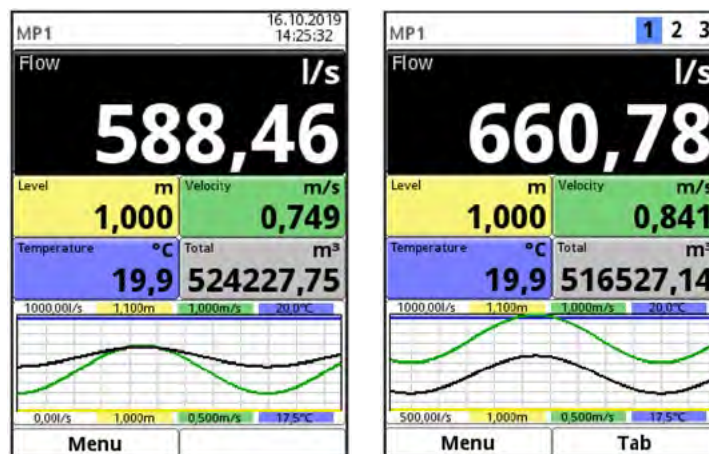 MP1 16.10.2019
14:25:32
Flow l/s
588,46
Level m Velocity m/s
1,000 0,749
Temperature °C Total m³
19,9 524227,75
1000,00l/s 1,100m 1,000m/s 20,0°C
0,00l/s 1,000m 0,500m/s 17,5°C
Menu
MP1 1 2 3
Flow l/s
660,78
Level m Velocity m/s
1,000 0,841
Temperature °C Total m³
19,9 516527,14
1000,00l/s 1,100m 1,000m/s 20,0°C
500,00l/s 1,000m 0,500m/s 17,5°C
Menu Tab